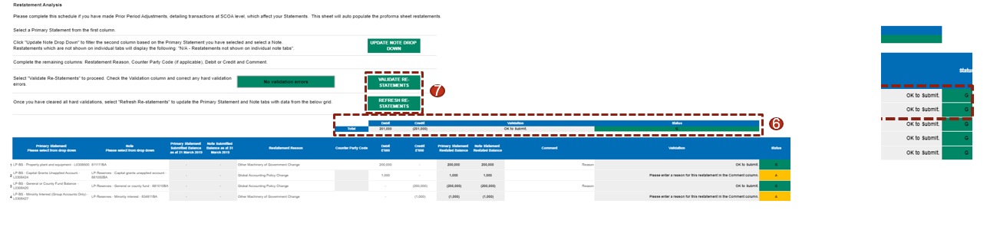 Restatement Analysis
Please complete this schedule if you have made Prior Period Adjustments, detailing transactions at SCOA level, which affect your Statements. This sheet will auto populate the proforma sheet restatements.
Select a Primary Statement from the first column.
Click "Update Note Drop Down" to filter the second column based on the Primary Statement you have selected and select a Note.
Restatements which are not shown on individual tabs will display the following: "N/A - Restatements not shown on individual note tabs".
UPDATE NOTE DROP
DOWN
Complete the remaining columns: Restatement Reason, Counter Party Code (if applicable), Debit or Credit and Comment.
Select "Validate Re-Statements" to proceed. Check the Validation column and correct any hard validation
errors.
No validation errors
VALIDATE RE-
STATEMENTS
7
Once you have cleared all hard validations, select "Refresh Re-statements" to update the Primary Statement and Note tabs with data from the below grid.
REFRESH RE-
STATEMENTS
Debit Credit Validation Status
Total 201,000 (201,000) OK to Submit. G
6
Primary Statement
Please select from drop down
Note
Please select from drop down
Primary Statement
Submitted Balance
as at 31 March 2019
Note Submitted
Balance as at 31
March 2019
Restatement Reason
Counter Party Code
Debit
£'000
Credit
£'000
Primary Statement
Restated Balance
Note Statement
Restated Balance
Comment
Validation
Status
1 LP-BS - Property plant and equipment - L0308500 811111BA - - Other Machinery of Government Change 200,000 - 200,000 200,000 Reason OK to Submit. G
2 LP-BS - Capital Grants Unapplied Account -
L0308424
LP-Reserves - Capital grants unapplied account -
- - Global Accounting Policy Change 1,000 - 1,000 1,000 Please enter a reason for this restatement in the Comment column. A
3 LP-BS - General or County Fund Balance -
L0308420
LP-Reserves - General or county fund - 681010BA - - Global Accounting Policy Change - (200,000) (200,000) (200,000) Reason OK to Submit. G
4 LP-BS - Minority Interest (Group Accounts Only) -
L0308427
LP-Reserves - Minority interest - - - Other Machinery of Government Change - (1,000) (1,000) (1,000) Please enter a reason for this restatement in the Comment column. A
Statu
OK to Submit. G
OK to Submit. G
OK to Submit. G
OK to Submit. G
OK to Submit. G